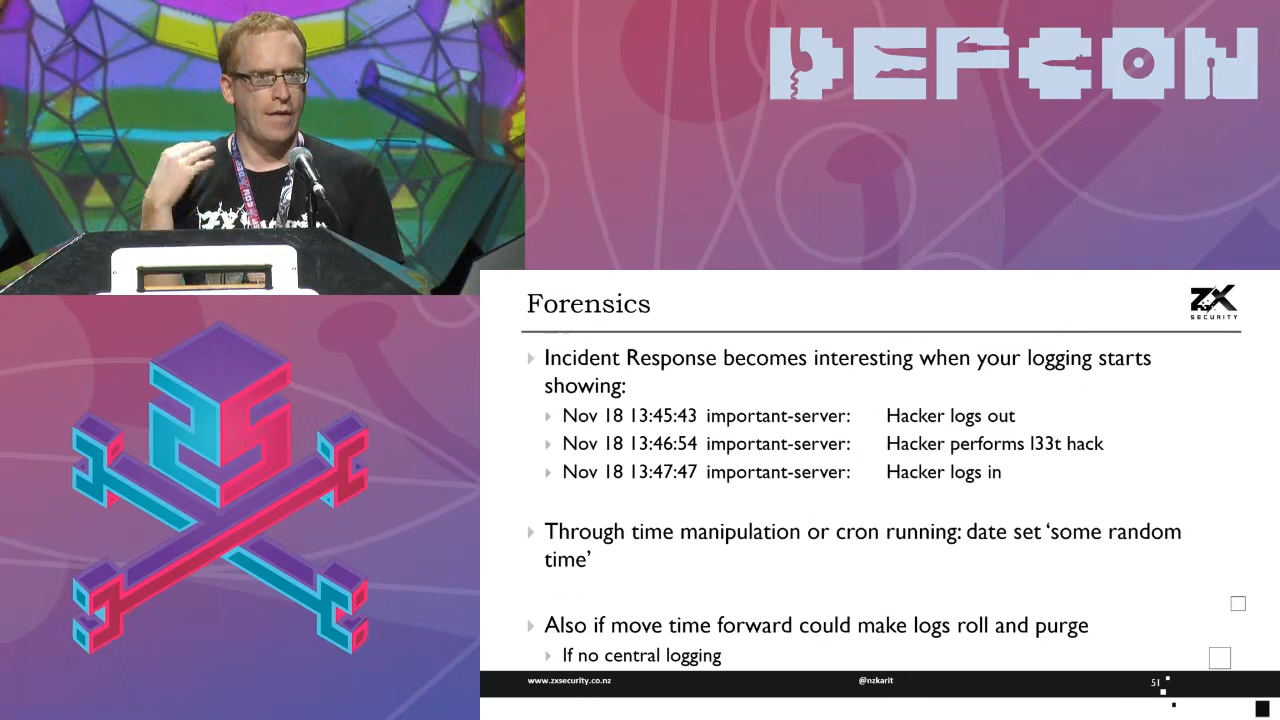 DEFCON
Forensics
ZX
SECURITY
Incident Response becomes interesting when your logging starts
showing:
Nov 18 13:45:43 important-server: Hacker logs out
Nov 18 13:46:54 important-server: Hacker performs l33t hack
Nov 18 13:47:47 important-server: Hacker logs in
Through time manipulation or cron running: date set ‘some random
time’
Also if move time forward could make logs roll and purge
If no central logging
www.zxsecurity.co.nz
@nzkarit
51